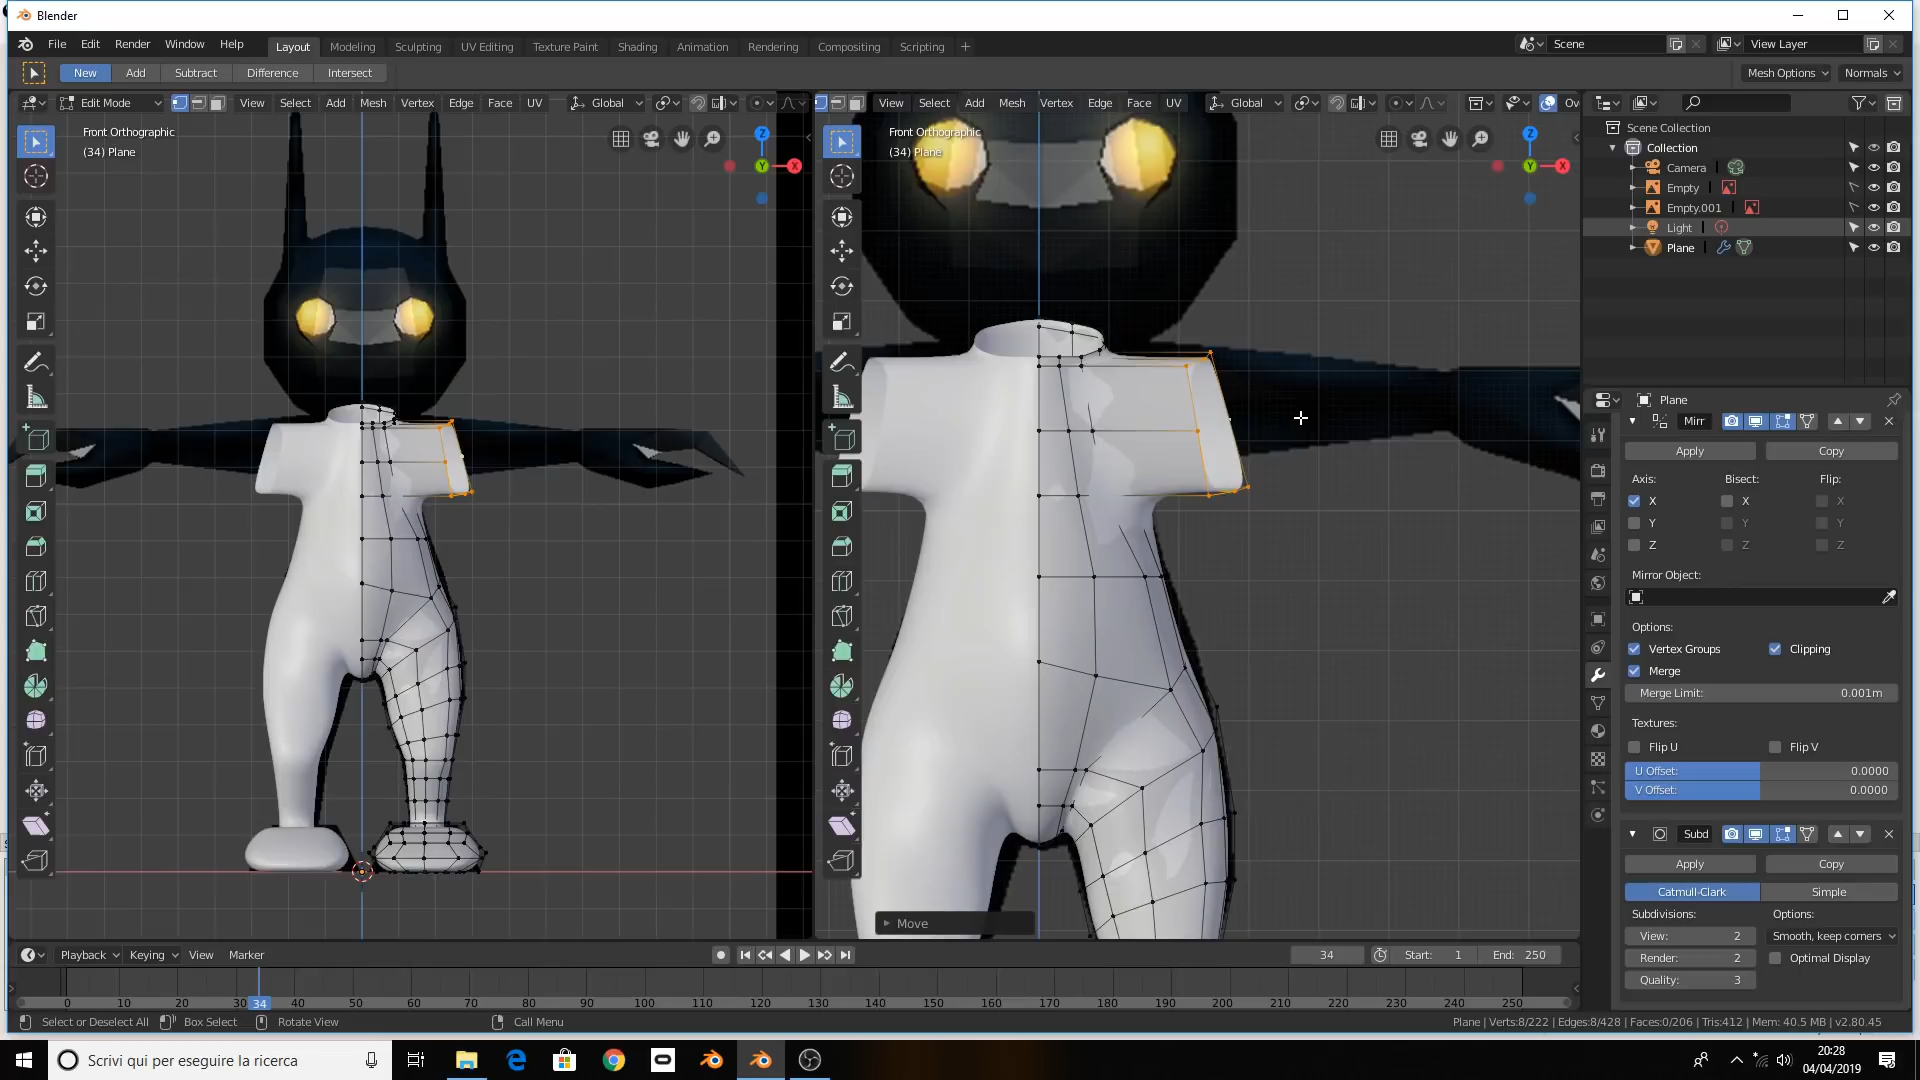 Blender
File Edit Render Window Help Layout Modeling Sculpting UV Editing Texture Paint Shading Animation Rendering Compositing Scripting + Scene View Layer
New Add Subtract Difference Intersect Mesh Options Normals
Edit Mode View Select Add Mesh Vertex Edge Face UV Global View Select Add Mesh Vertex Edge Face UV Global Ov
Front Orthographic
(34) Plane
Z
Y
X
Front Orthographic
(34) Plane
Z
Y
X
Move
Scene Collection
Collection
Camera
Empty
Empty.001
Light
Plane
Plane
Mirr
Apply Copy
Axis: Bisect: Flip:
X X X
Y Y Y
Z Z Z
Mirror Object:
Options:
Vertex Groups Clipping
Merge
Merge Limit: 0.001m
Textures:
Flip U Flip V
U Offset: 0.0000
V Offset: 0.0000
Subd
Apply Copy
Catmull-Clark Simple
Subdivisions: Options:
View: 2 Smooth, keep corners
Render: 2 Optimal Display
Quality: 3
Playback Keying View Marker 34 Start: 1 End: 250
0 10 20 34 40 50 60 70 80 90 100 110 120 130 140 150 160 170 180 190 200 210 220 230 240 250
Select or Deselect All Box Select Rotate View Call Menu Plane | Verts:8/222 | Edges:8/428 | Faces:0/206 | Tris:412 | Mem: 40.5 MB | v2.80.45
Scrivi qui per eseguire la ricerca
20:28
04/04/2019